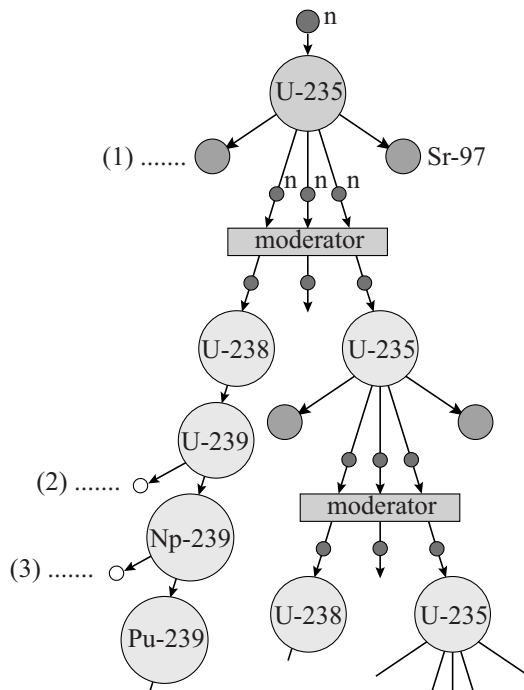 n
U-235
(1) .......
Sr-97
n n n
moderator
U-238
U-235
U-239
(2) .......
moderator
Np-239
(3) .......
U-238
U-235
Pu-239